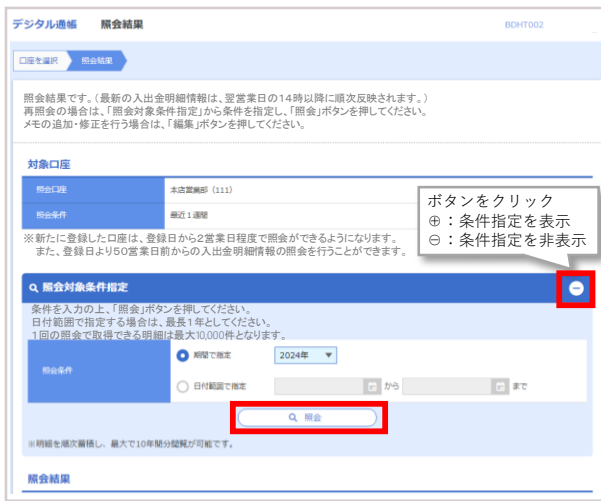 デジタル通帳 照会結果 BDHT002
口座を選択 照会結果
照会結果です。（最新の入出金明細情報は、翌営業日の14時以降に順次反映されます。）
再照会の場合は、「照会対象条件指定」から条件を指定し、「照会」ボタンを押してください。
メモの追加・修正を行う場合は、「編集」ボタンを押してください。
対象口座
照会口座 本店営業部（111）
照会条件 最近１週間
ボタンをクリック
⊕：条件指定を表示
⊖：条件指定を非表示
※新たに登録した口座は、登録日から2営業日程度で照会ができるようになります。
また、登録日より50営業日前からの入出金明細情報の照会を行うことができます。
照会対象条件指定
条件を入力の上、「照会」ボタンを押してください。
日付範囲で指定する場合は、最長1年としてください。
1回の照会で取得できる明細は最大10,000件となります。
照会条件
期間で指定 2024年 ▼
日付範囲で指定 から まで
照会
※明細を順次蓄積し、最大で10年間分閲覧が可能です。
照会結果